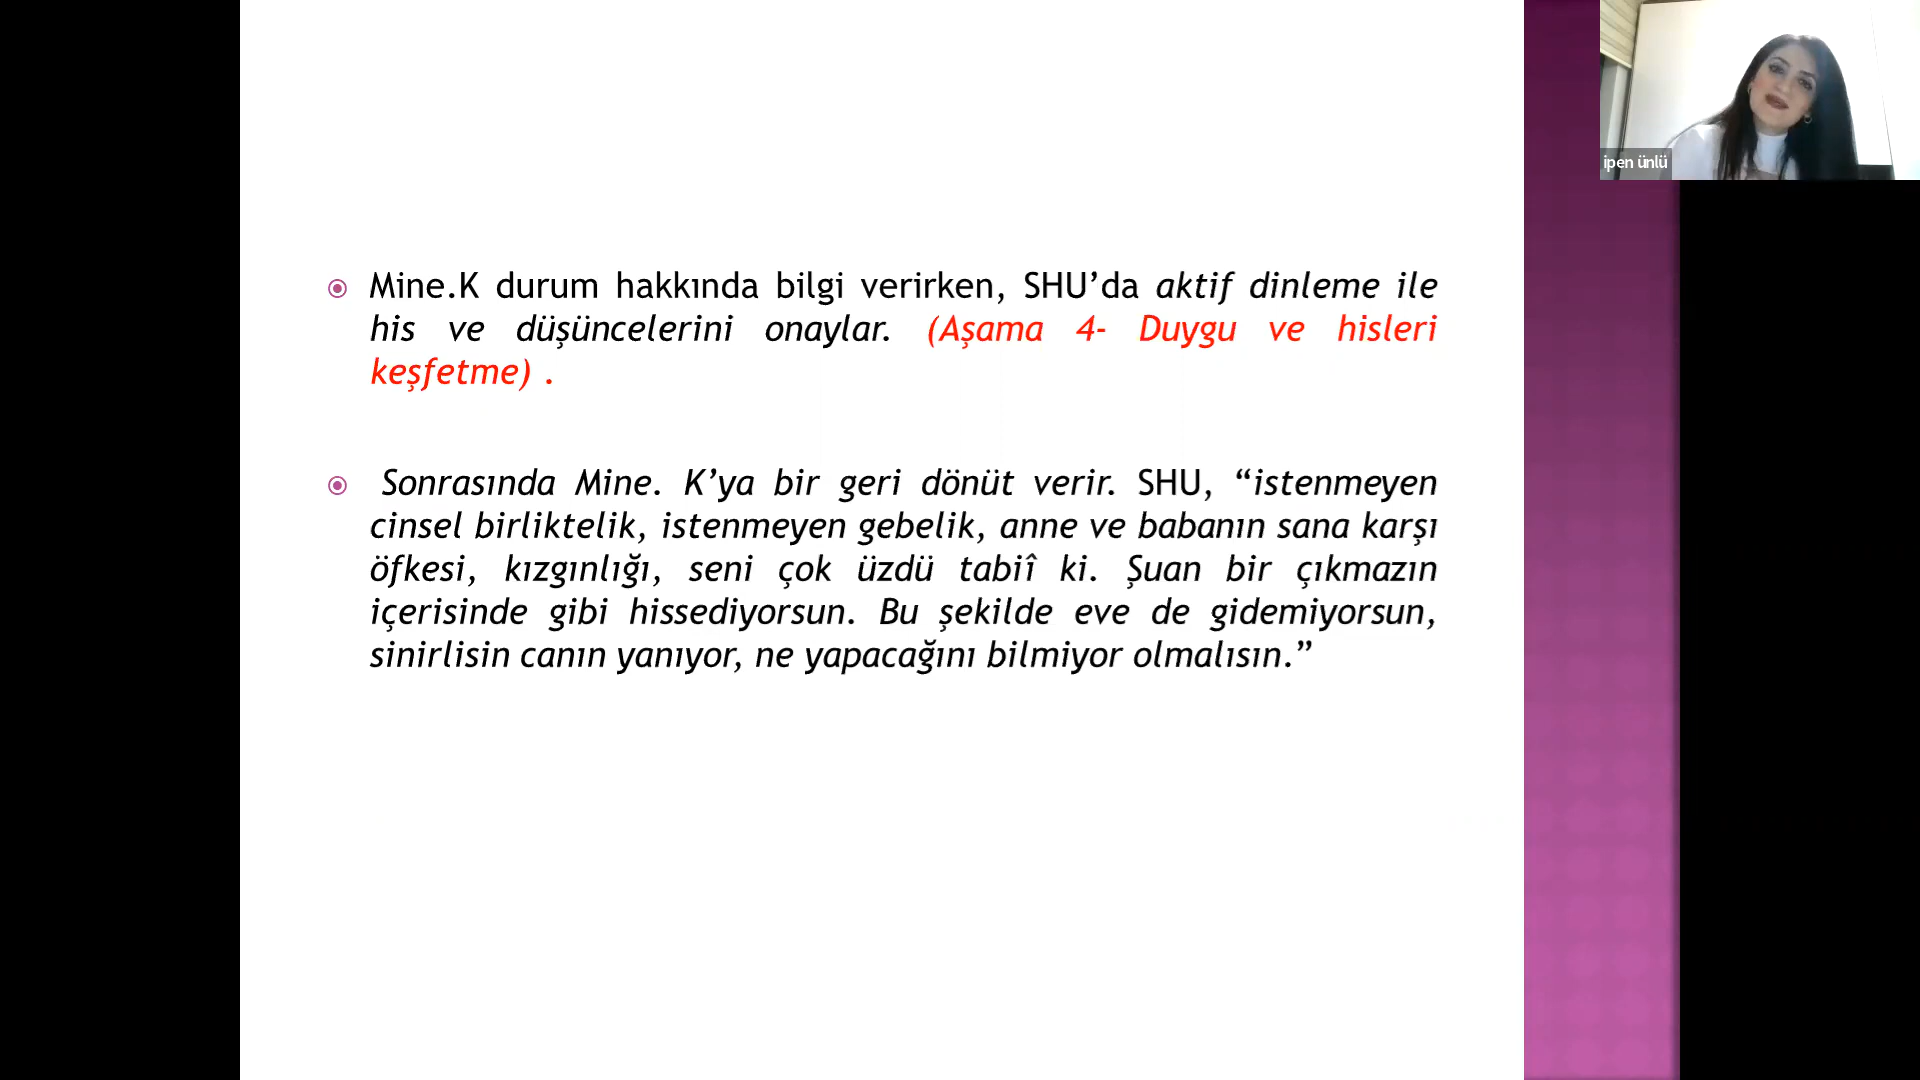 Mine.K durum hakkında bilgi verirken, SHU’da aktif dinleme ile
his ve düşüncelerini onaylar. (Aşama 4- Duygu ve hisleri
keşfetme) .
Sonrasında Mine. K’ya bir geri dönüt verir. SHU, “istenmeyen
cinsel birliktelik, istenmeyen gebelik, anne ve babanın sana karşı
öfkesi, kızgınlığı, seni çok üzdü tabiî ki. Şuan bir çıkmazın
içerisinde gibi hissediyorsun. Bu şekilde eve de gidemiyorsun,
sinirlisin canın yanıyor, ne yapacağını bilmiyor olmalısın.”
ipen ünlü